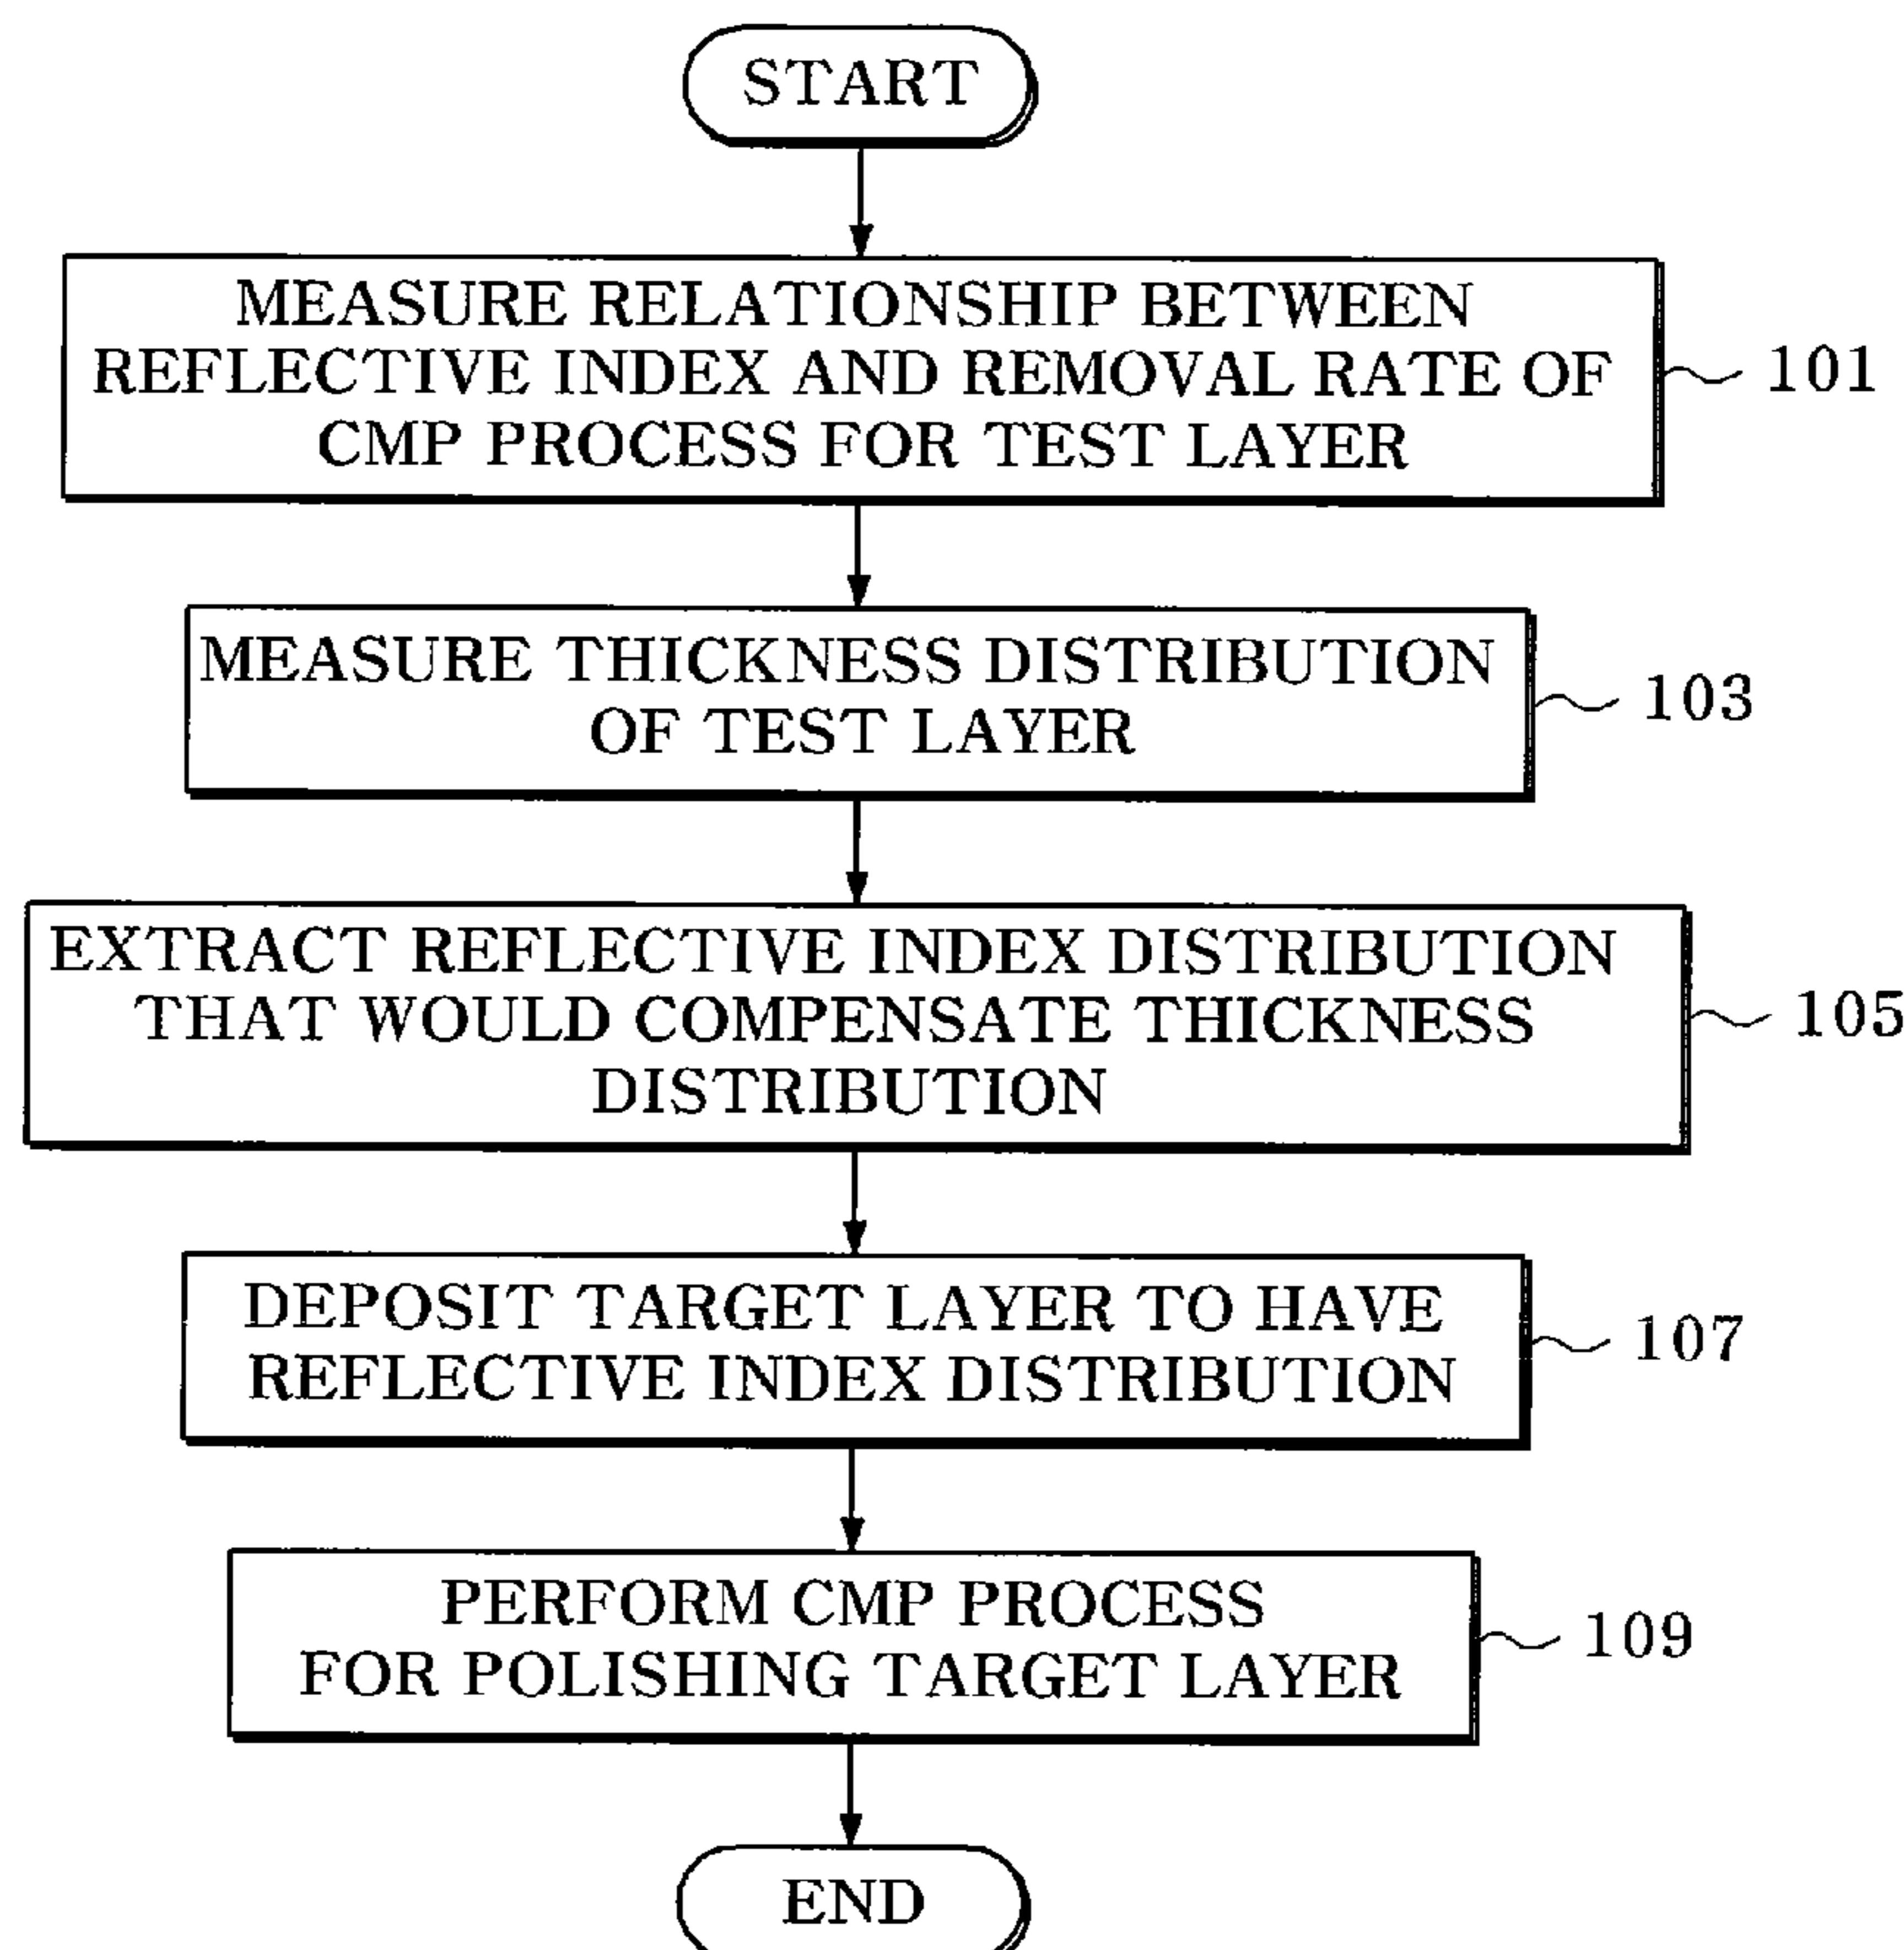 START
MEASURE RELATIONSHIP BETWEEN
REFLECTIVE INDEX AND REMOVAL RATE OF
CMP PROCESS FOR TEST LAYER
101
MEASURE THICKNESS DISTRIBUTION
OF TEST LAYER
103
EXTRACT REFLECTIVE INDEX DISTRIBUTION
THAT WOULD COMPENSATE THICKNESS
DISTRIBUTION
105
DEPOSIT TARGET LAYER TO HAVE
REFLECTIVE INDEX DISTRIBUTION
107
PERFORM CMP PROCESS
FOR POLISHING TARGET LAYER
109
END